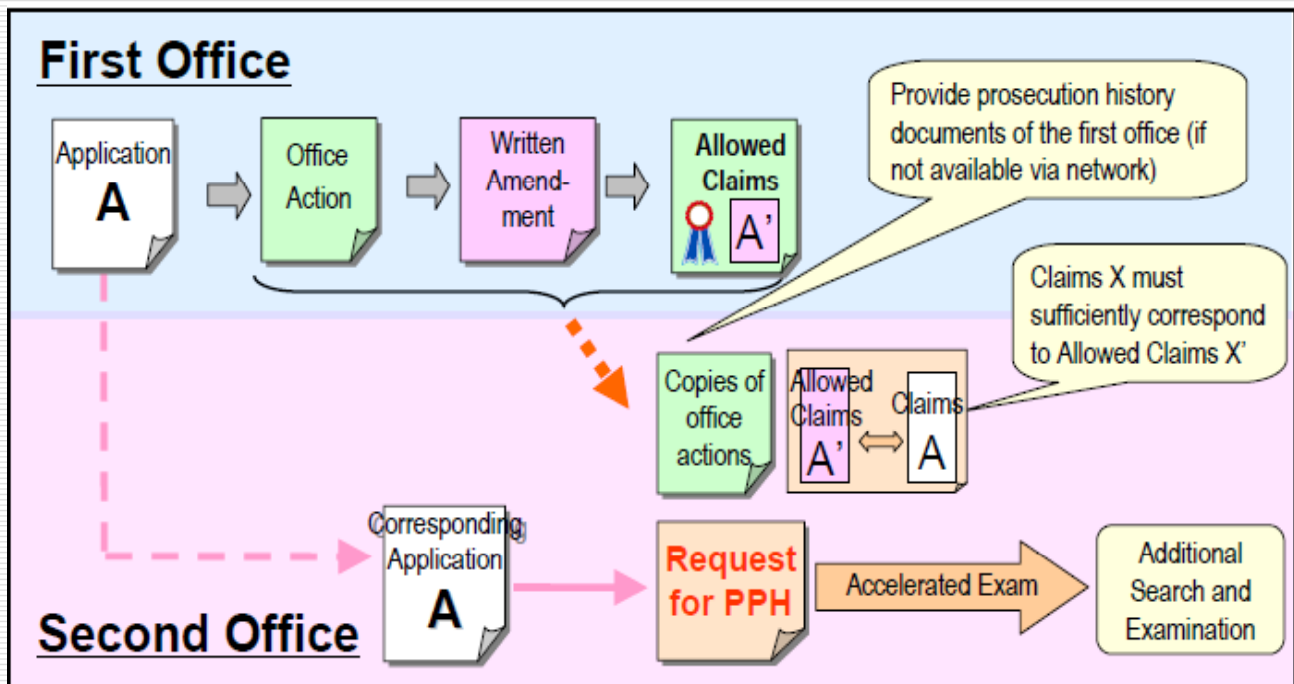 First Office
Application
A
Office
Action
Written
Amend-
ment
Allowed
Claims
A’
Provide prosecution history
documents of the first office (if
not available via network)
Claims X must
sufficiently correspond
to Allowed Claims X’
Copies of
office
actions
Allowed
Claims
A’
Claims
A
Corresponding
Application
A
Request
for PPH
Accelerated Exam
Additional
Search and
Examination
Second Office